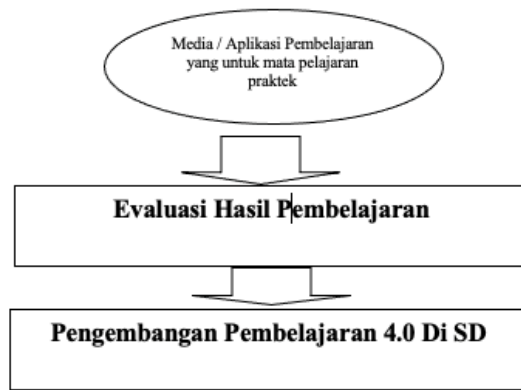 Media / Aplikasi Pembelajaran
yang untuk mata pelajaran
praktek
Evaluasi Hasil Pembelajaran
Pengembangan Pembelajaran 4.0 Di SD